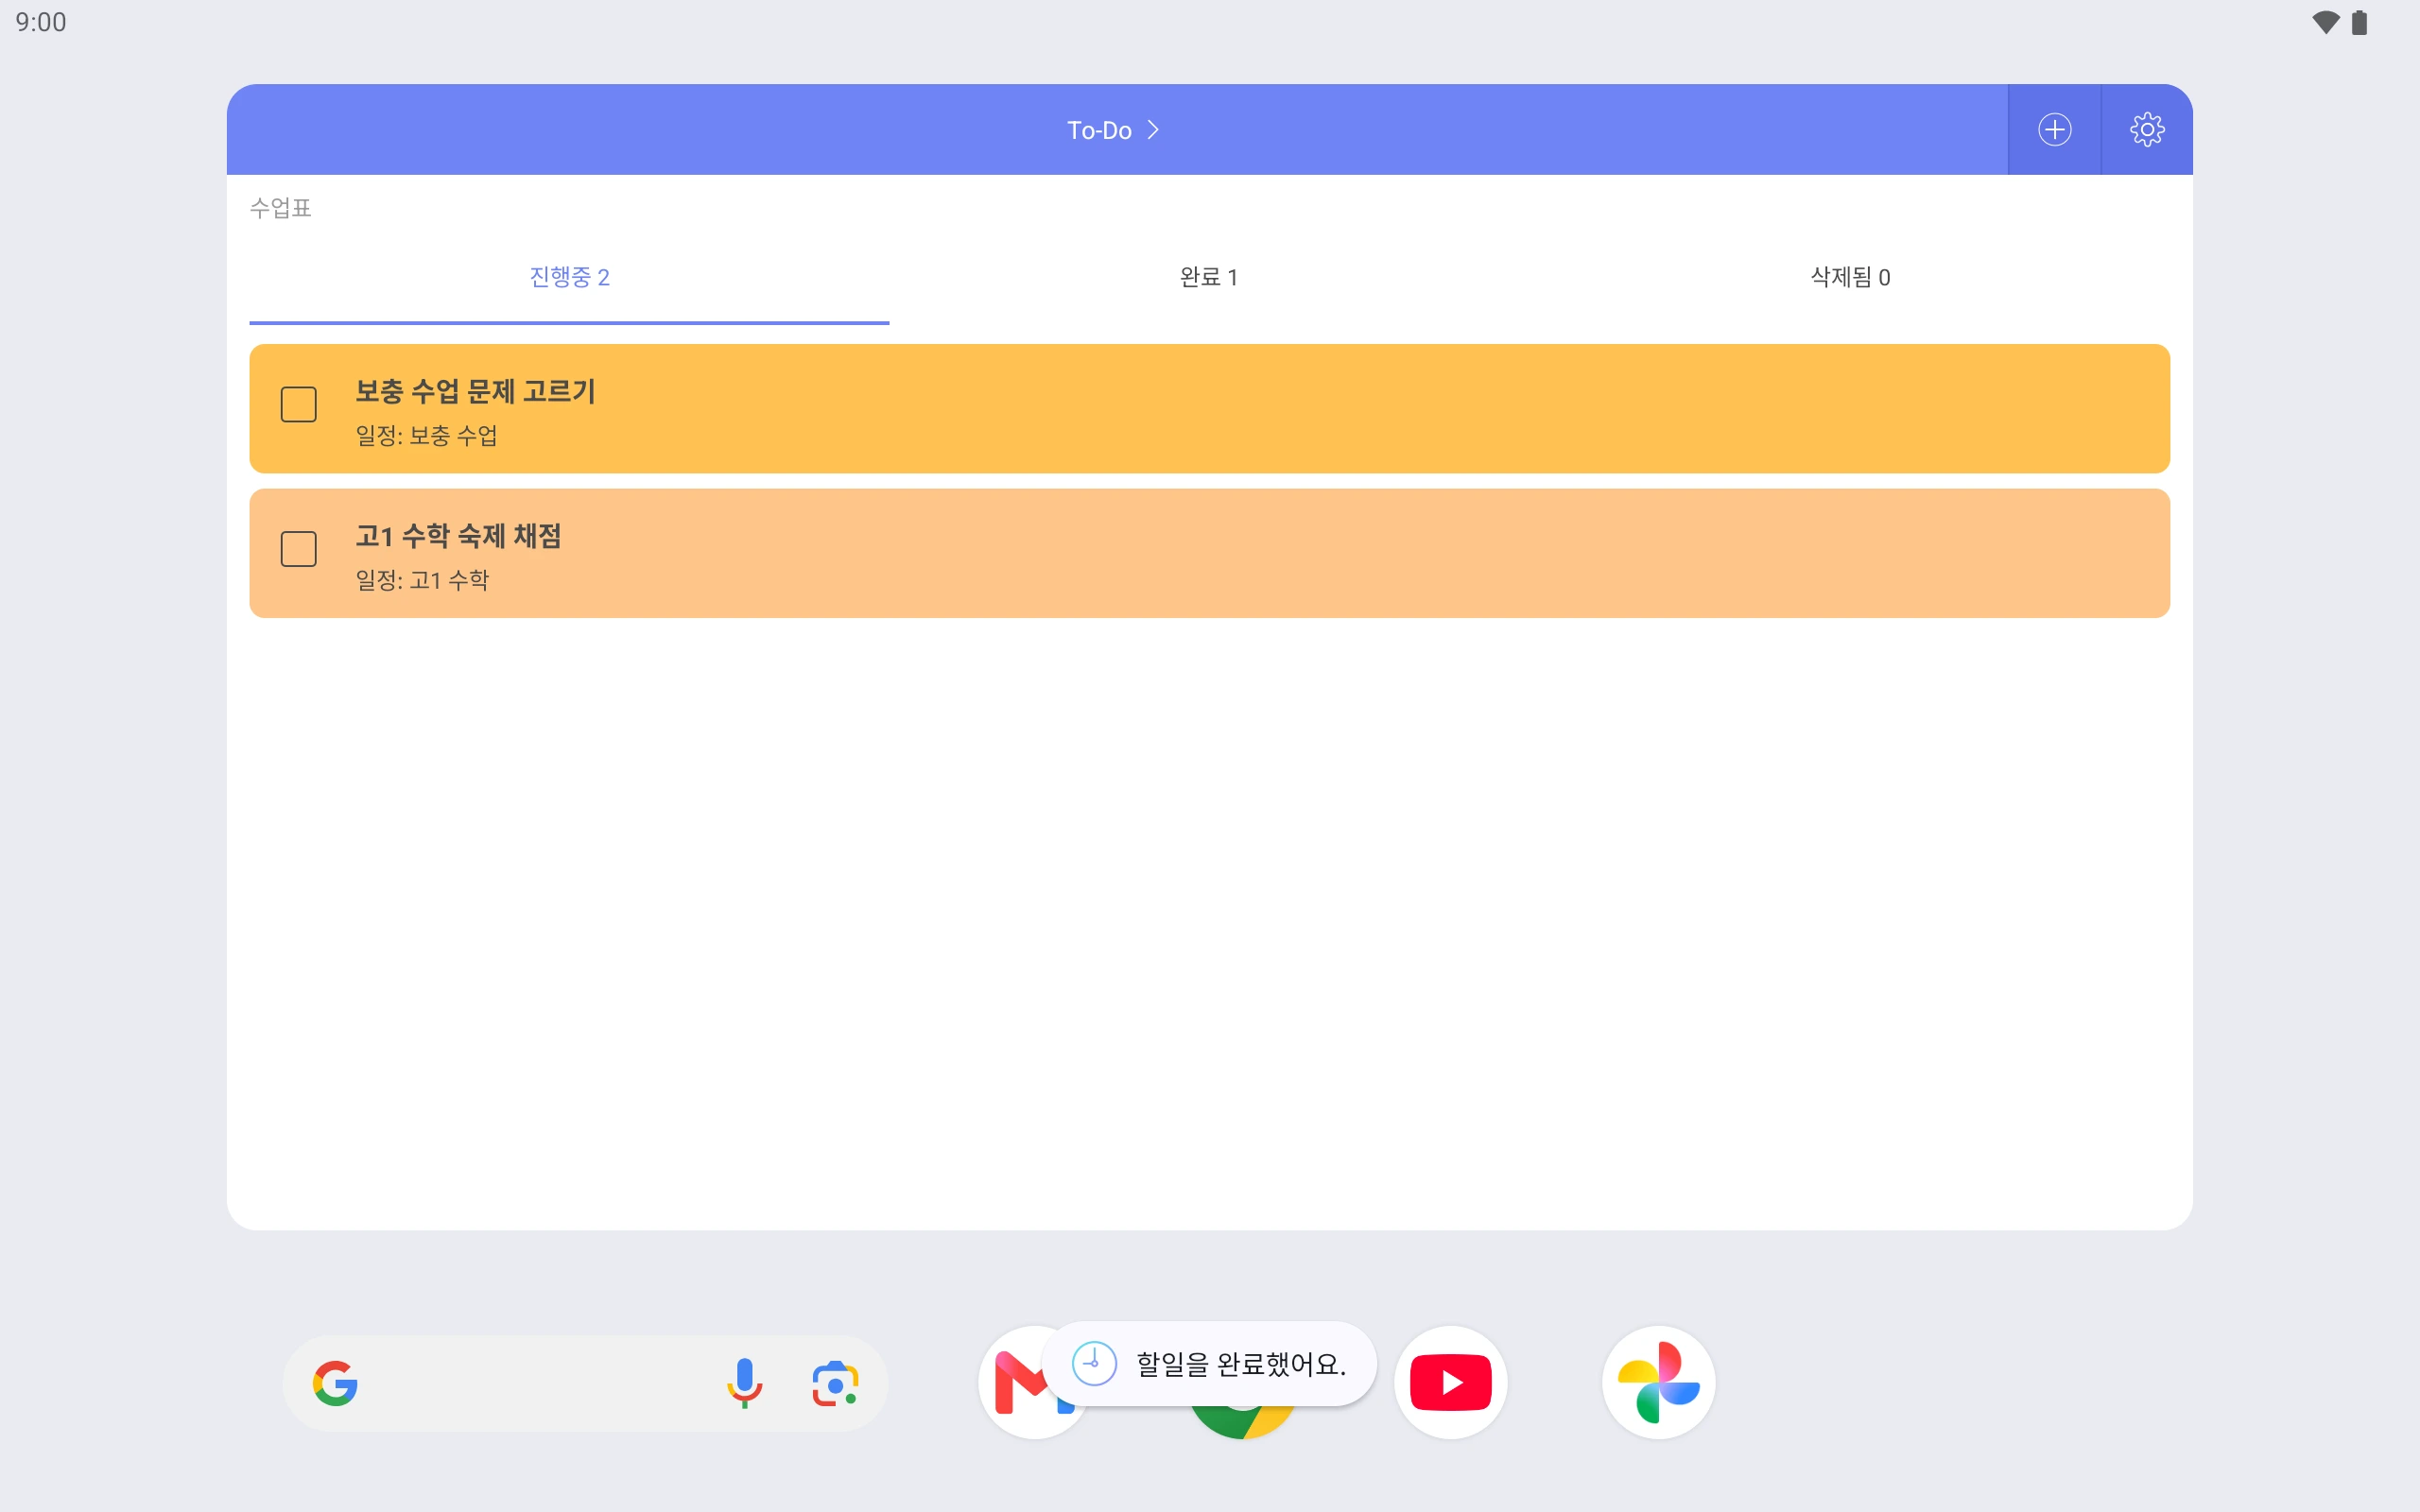 9:00
To-Do
수업표
진행중 2
완료 1
삭제됨 0
보충 수업 문제 고르기
일정: 보충 수업
고1 수학 숙제 채점
일정: 고1 수학
할일을 완료했어요.